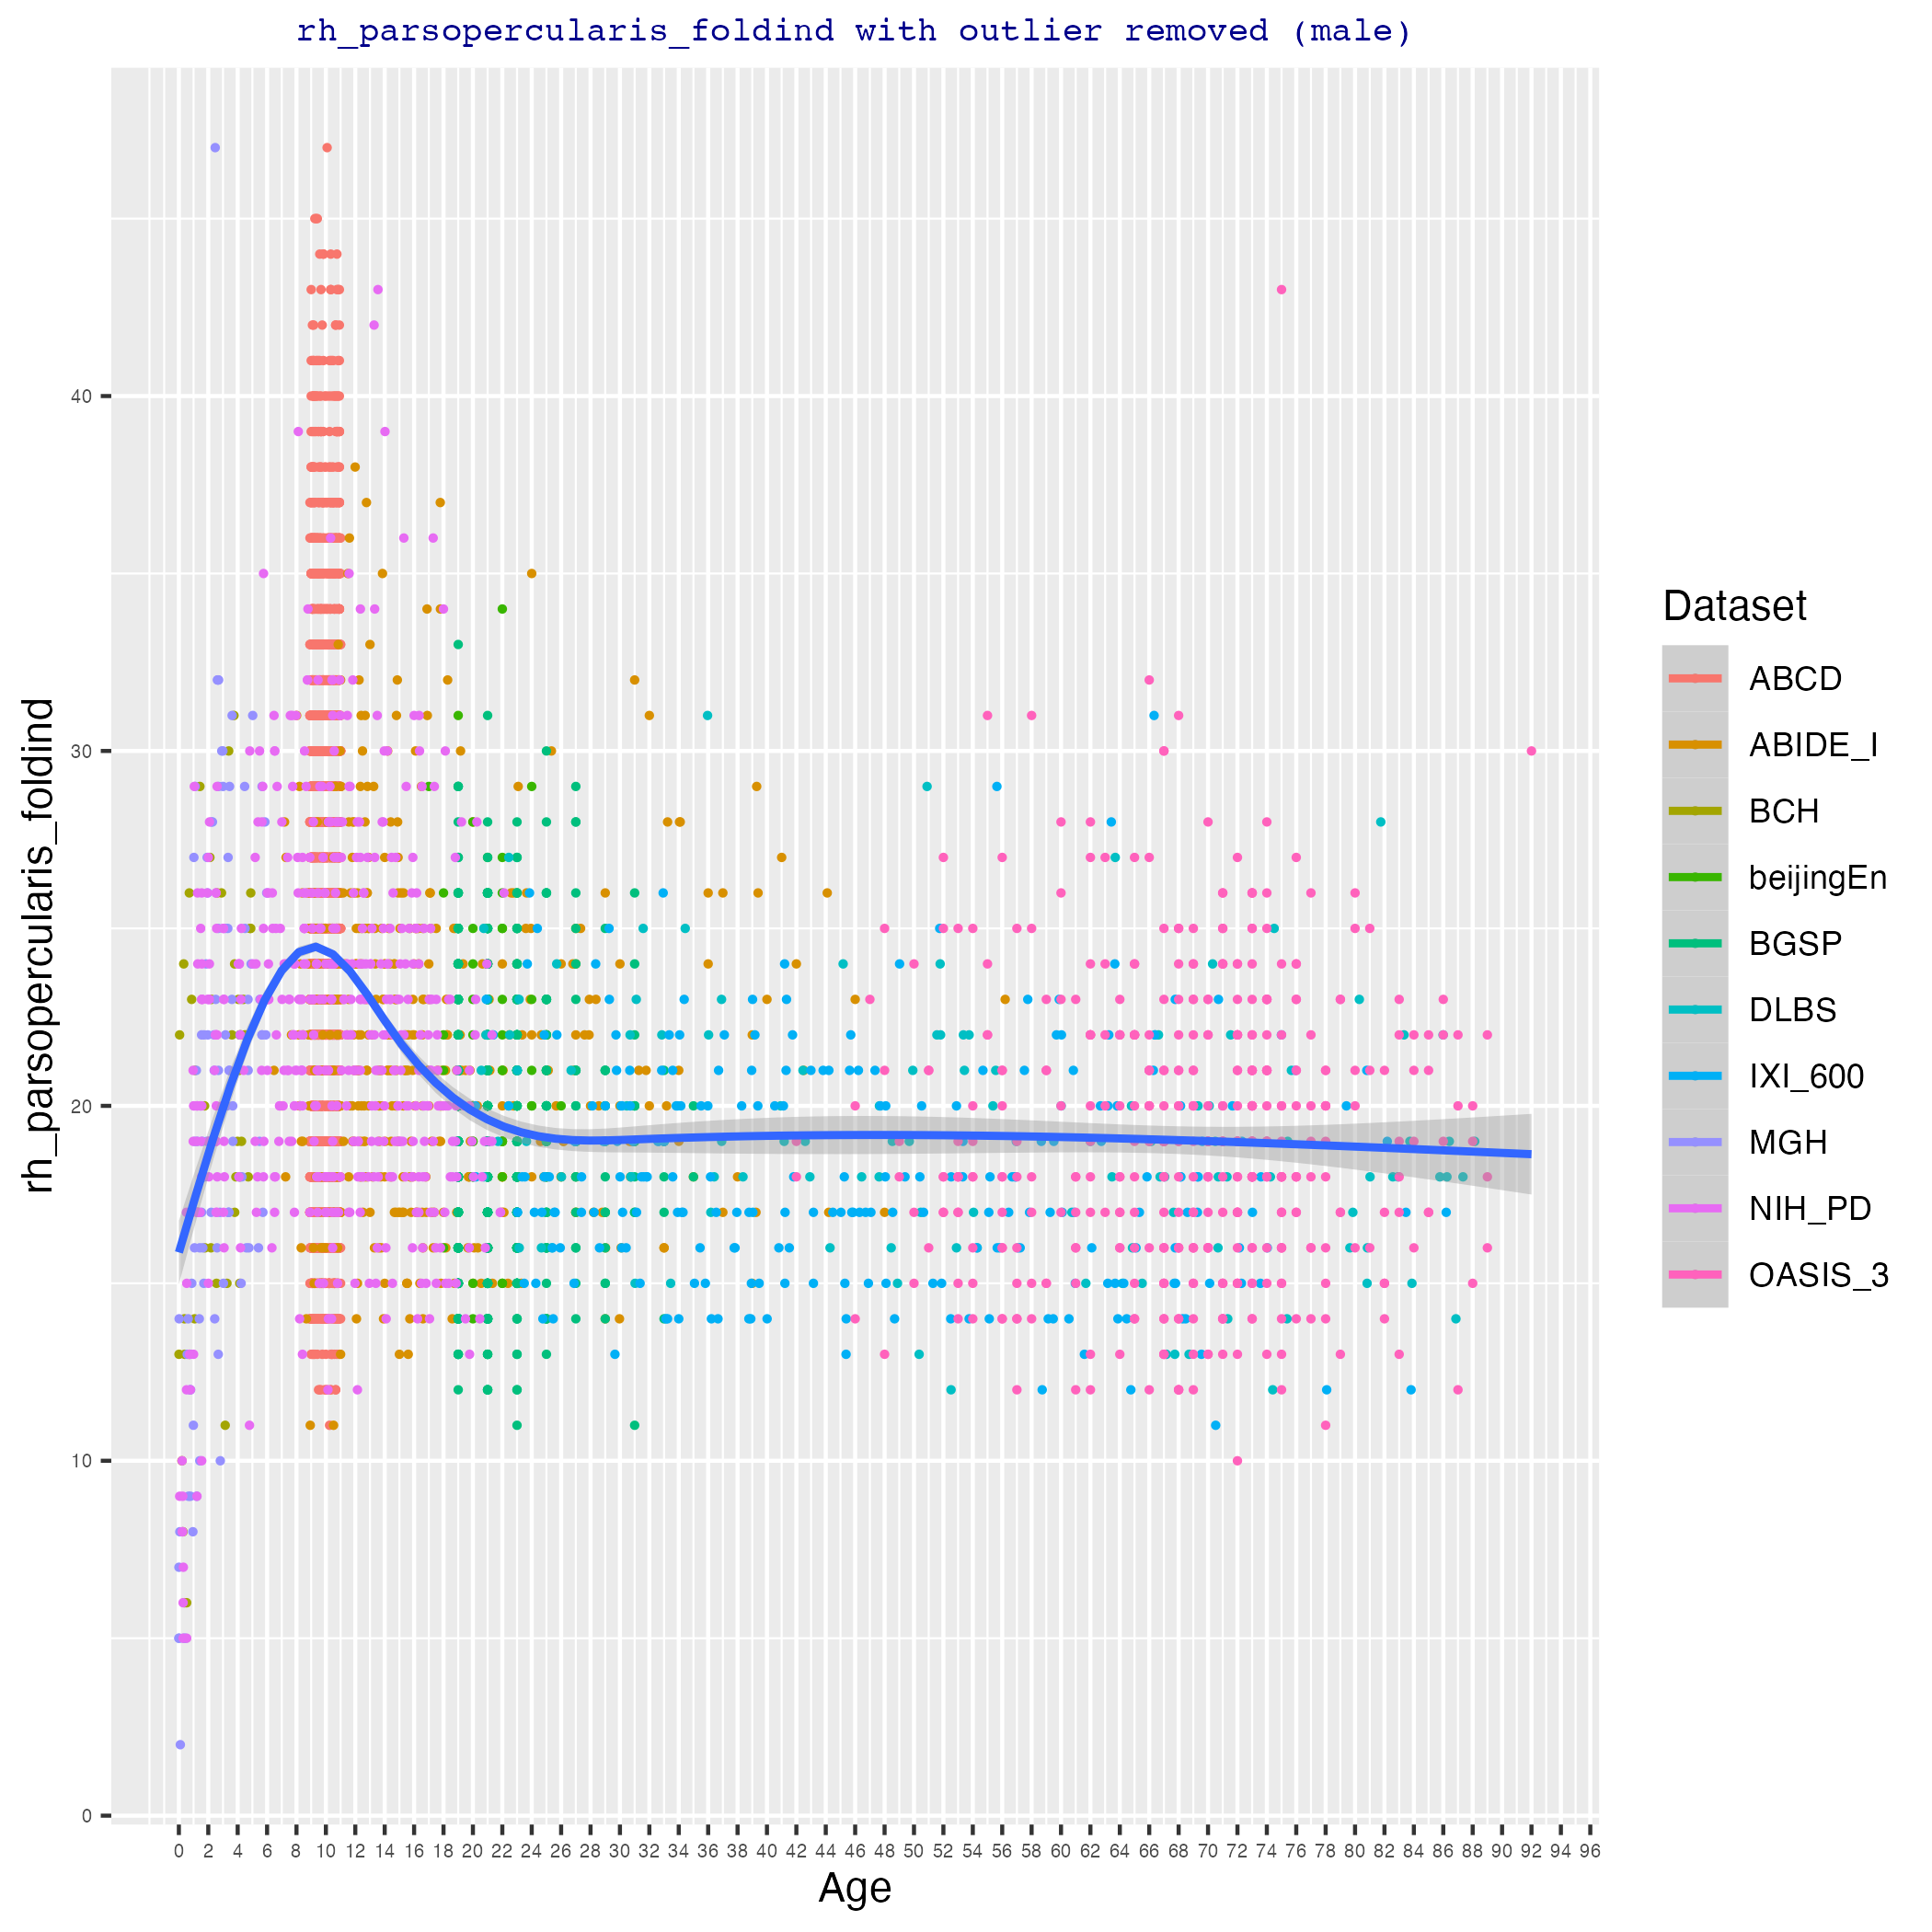 rh_parsopercularis_foldind with outlier removed (male)
rh_parsopercularis_foldind
40
30
20
10
0
0 2 4 6 8 10 12 14 16 18 20 22 24 26 28 30 32 34 36 38 40 42 44 46 48 50 52 54 56 58 60 62 64 66 68 70 72 74 76 78 80 82 84 86 88 90 92 94 96
Age
Dataset
ABCD
ABIDE_I
BCH
beijingEn
BGSP
DLBS
IXI_600
MGH
NIH_PD
OASIS_3